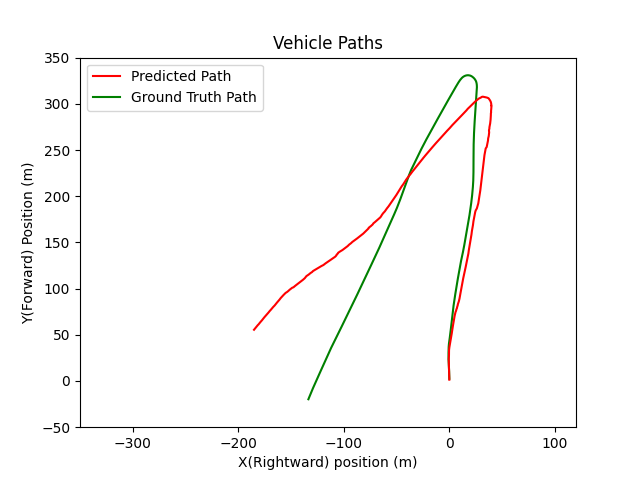 Vehicle Paths
Predicted Path
Ground Truth Path
350
300
250
200
150
100
50
0
−50
Y(Forward) Position (m)
−300
−200
−100
0
100
X(Rightward) position (m)